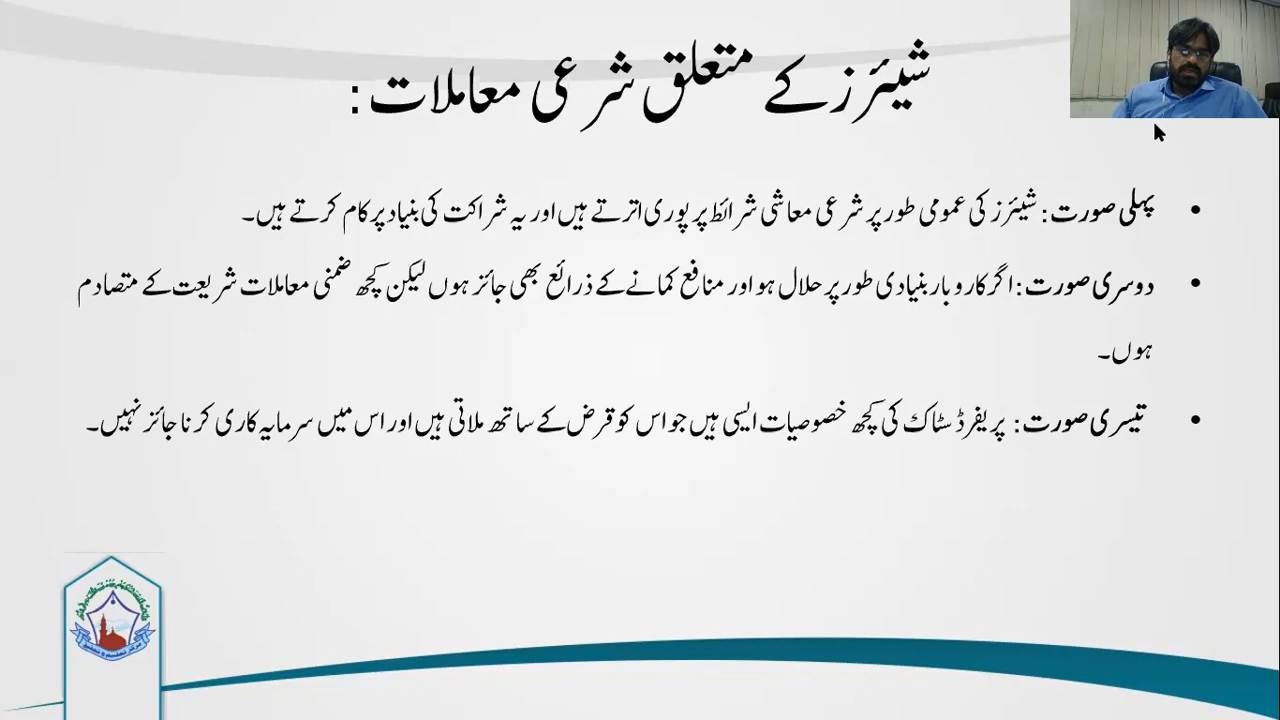 شیئرز کے متعلق شرعی معاملات:
پہلی صورت: شیئرز کی عمومی طور پر شرعی معاشی شرائط پر پوری اترتے ہیں اور یہ شراکت کی بنیاد پر کام کرتے ہیں۔
دوسری صورت: اگر کاروبار بنیادی طور پر حلال ہو اور منافع کمانے کے ذرائع بھی جائز ہوں لیکن کچھ ضمنی معاملات شریعت کے متصادم
ہوں۔
تیسری صورت: پریفرڈ سٹاک کی کچھ خصوصیات ایسی ہیں جو اس کو قرض کے ساتھ ملاتی ہیں اور اس میں سرمایہ کاری کرنا جائز نہیں۔